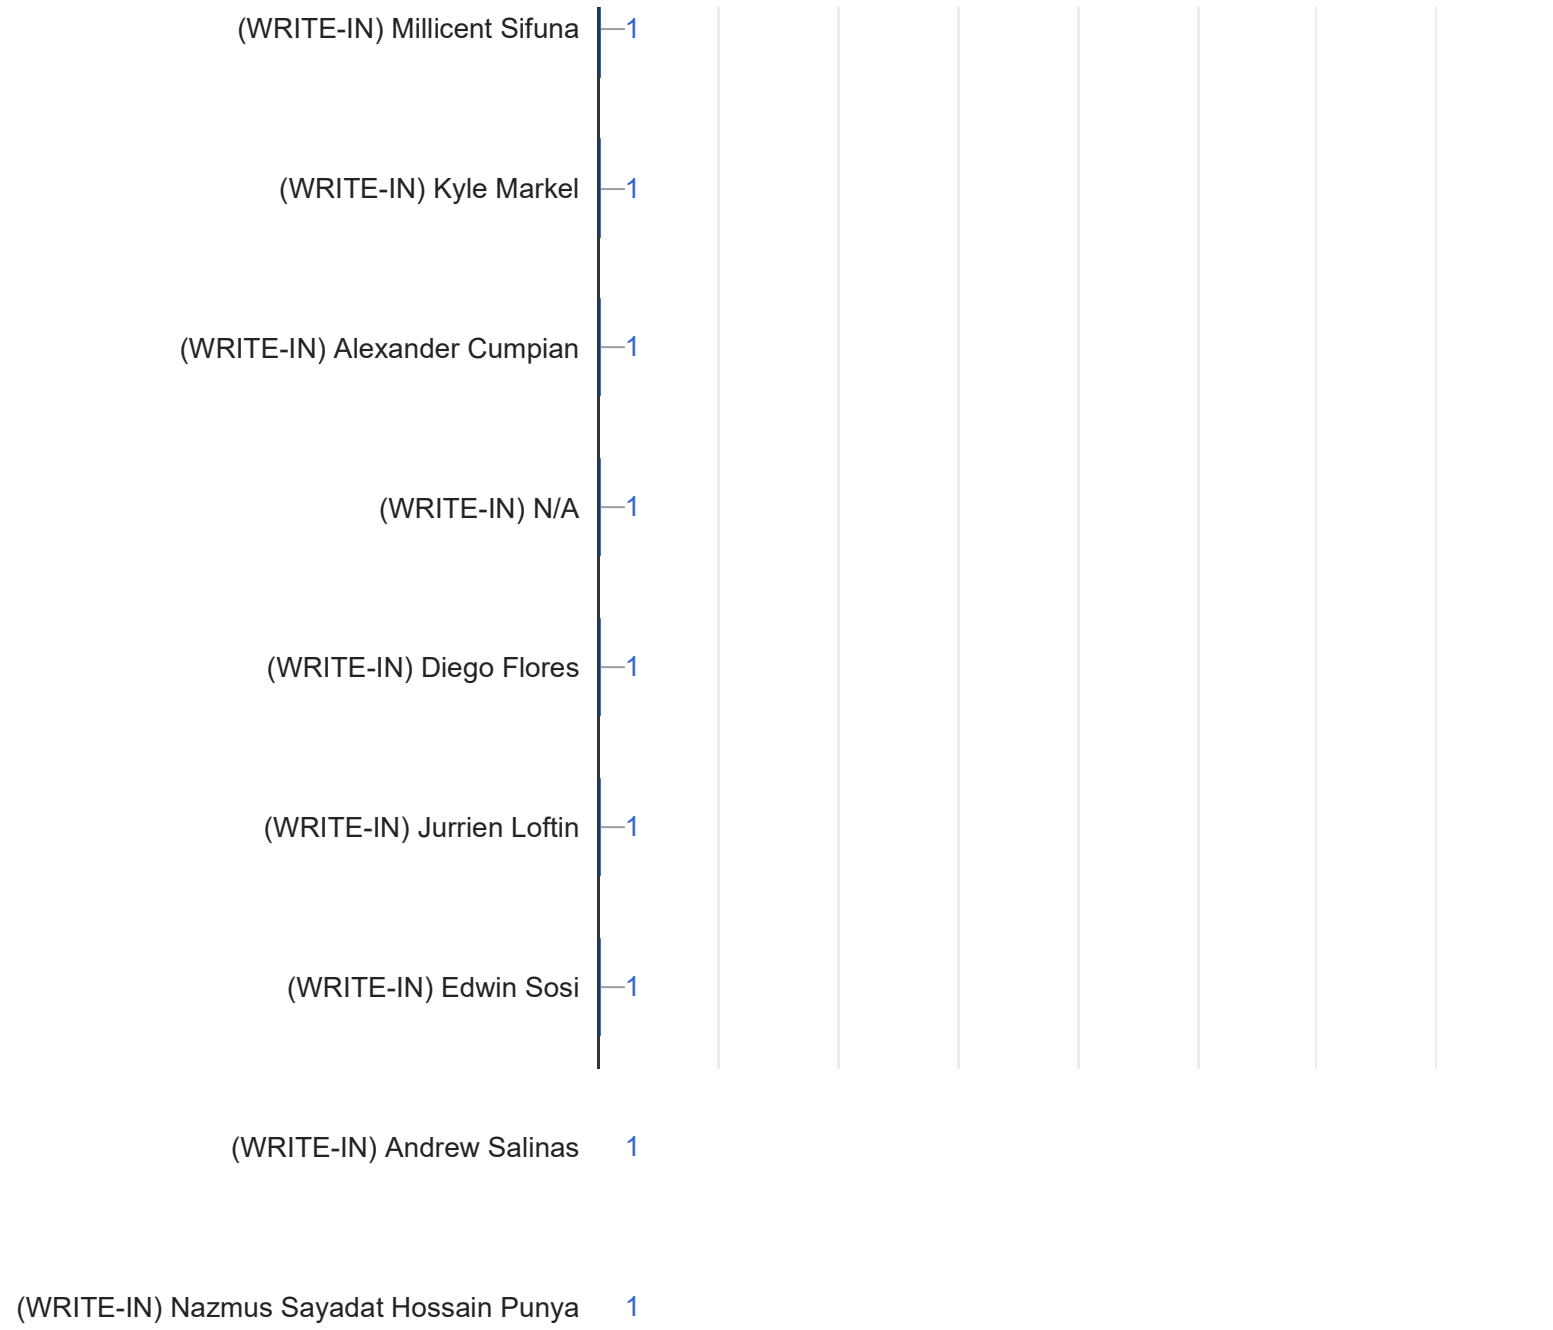 (WRITE-IN) Millicent Sifuna 1
(WRITE-IN) Kyle Markel 1
(WRITE-IN) Alexander Cumpian 1
(WRITE-IN) N/A 1
(WRITE-IN) Diego Flores 1
(WRITE-IN) Jurrien Loftin 1
(WRITE-IN) Edwin Sosi 1
(WRITE-IN) Andrew Salinas 1
(WRITE-IN) Nazmus Sayadat Hossain Punya 1